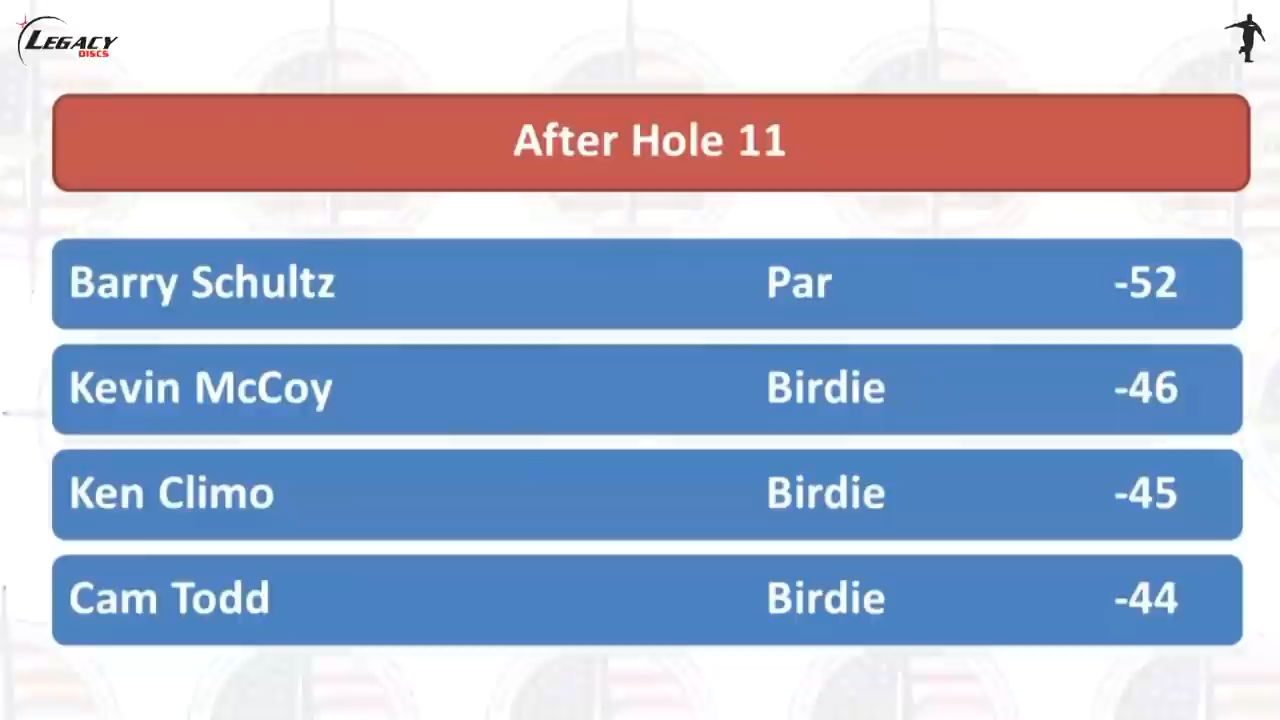 LEGACY
DISCS
After Hole 11
Barry Schultz Par -52
Kevin McCoy Birdie -46
Ken Climo Birdie -45
Cam Todd Birdie -44